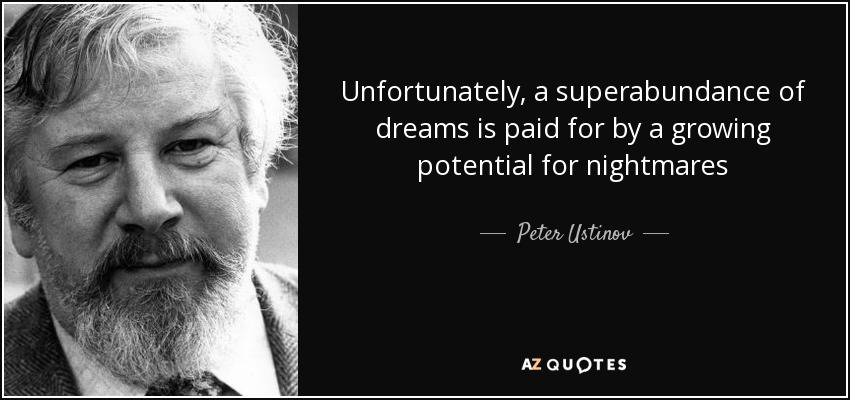 Unfortunately, a superabundance of
dreams is paid for by a growing
potential for nightmares
Peter Ustinov
AZ QUOTES